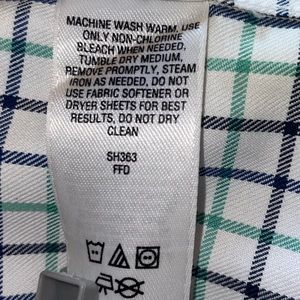 MACHINE WASH WARM, USE
ONLY NON-CHLORINE
BLEACH WHEN NEEDED,
TUMBLE DRY MEDIUM,
REMOVE PROMPTLY, STEAM
IRON AS NEEDED, DO NOT
USE FABRIC SOFTENER OR
DRYER SHEETS FOR BEST
RESULTS, DO NOT DRY
CLEAN
SH363
FFD